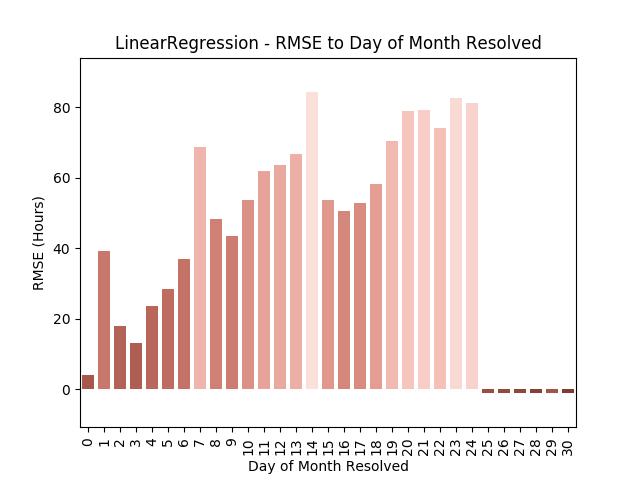 LinearRegression - RMSE to Day of Month Resolved
80
60
40
20
0
RMSE (Hours)
0 1 2 3 4 5 6 7 8 9 10 11 12 13 14 15 16 17 18 19 20 21 22 23 24 25 26 27 28 29 30
Day of Month Resolved